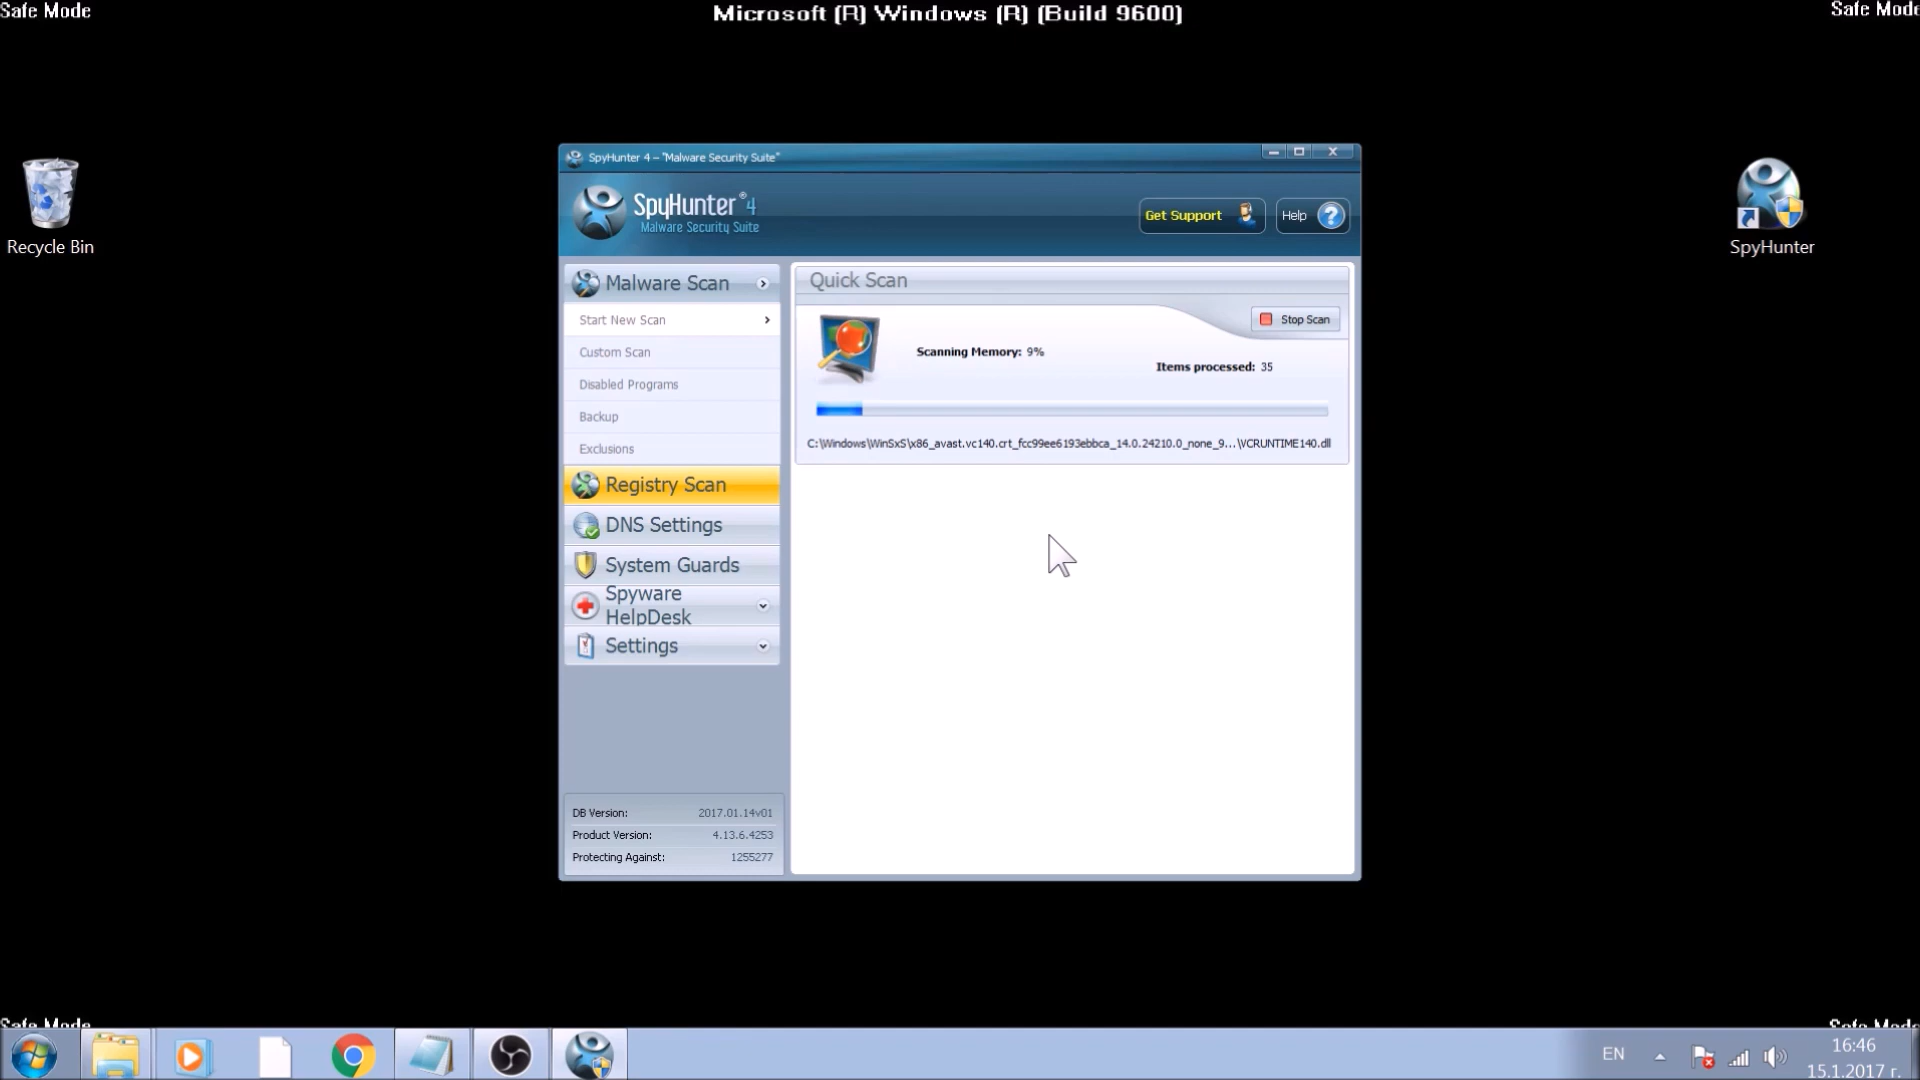 Safe Mode
Microsoft (R) Windows (R) (Build 9600)
Safe Mode
Recycle Bin
SpyHunter
SpyHunter 4 – "Malware Security Suite"
SpyHunter®4
Malware Security Suite
Get Support
Help
Malware Scan
Start New Scan
Custom Scan
Disabled Programs
Backup
Exclusions
Registry Scan
DNS Settings
System Guards
Spyware
HelpDesk
Settings
Quick Scan
Stop Scan
Scanning Memory: 9%
Items processed: 35
C:\Windows\WinSxS\x86_avast.vc140.crt_fcc99ee6193ebbca_14.0.24210.0_none_9...\VCRUNTIME140.dll
DB Version: 2017.01.14v01
Product Version: 4.13.6.4253
Protecting Against: 1255277
Safe Mode
Safe Mode
EN
16:46
15.1.2017 г.